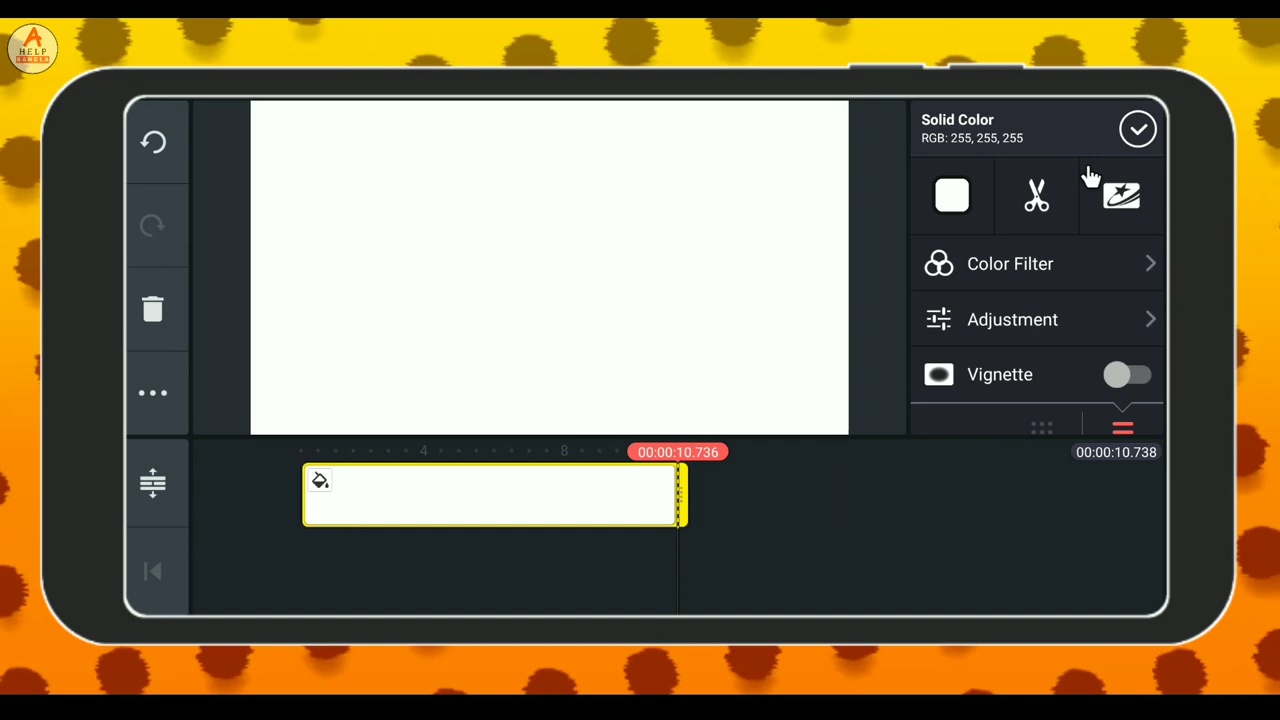 A
HELP
BANGLA
Solid Color
RGB: 255, 255, 255
Color Filter
Adjustment
Vignette
4
8
00:00:10.736
00:00:10.738